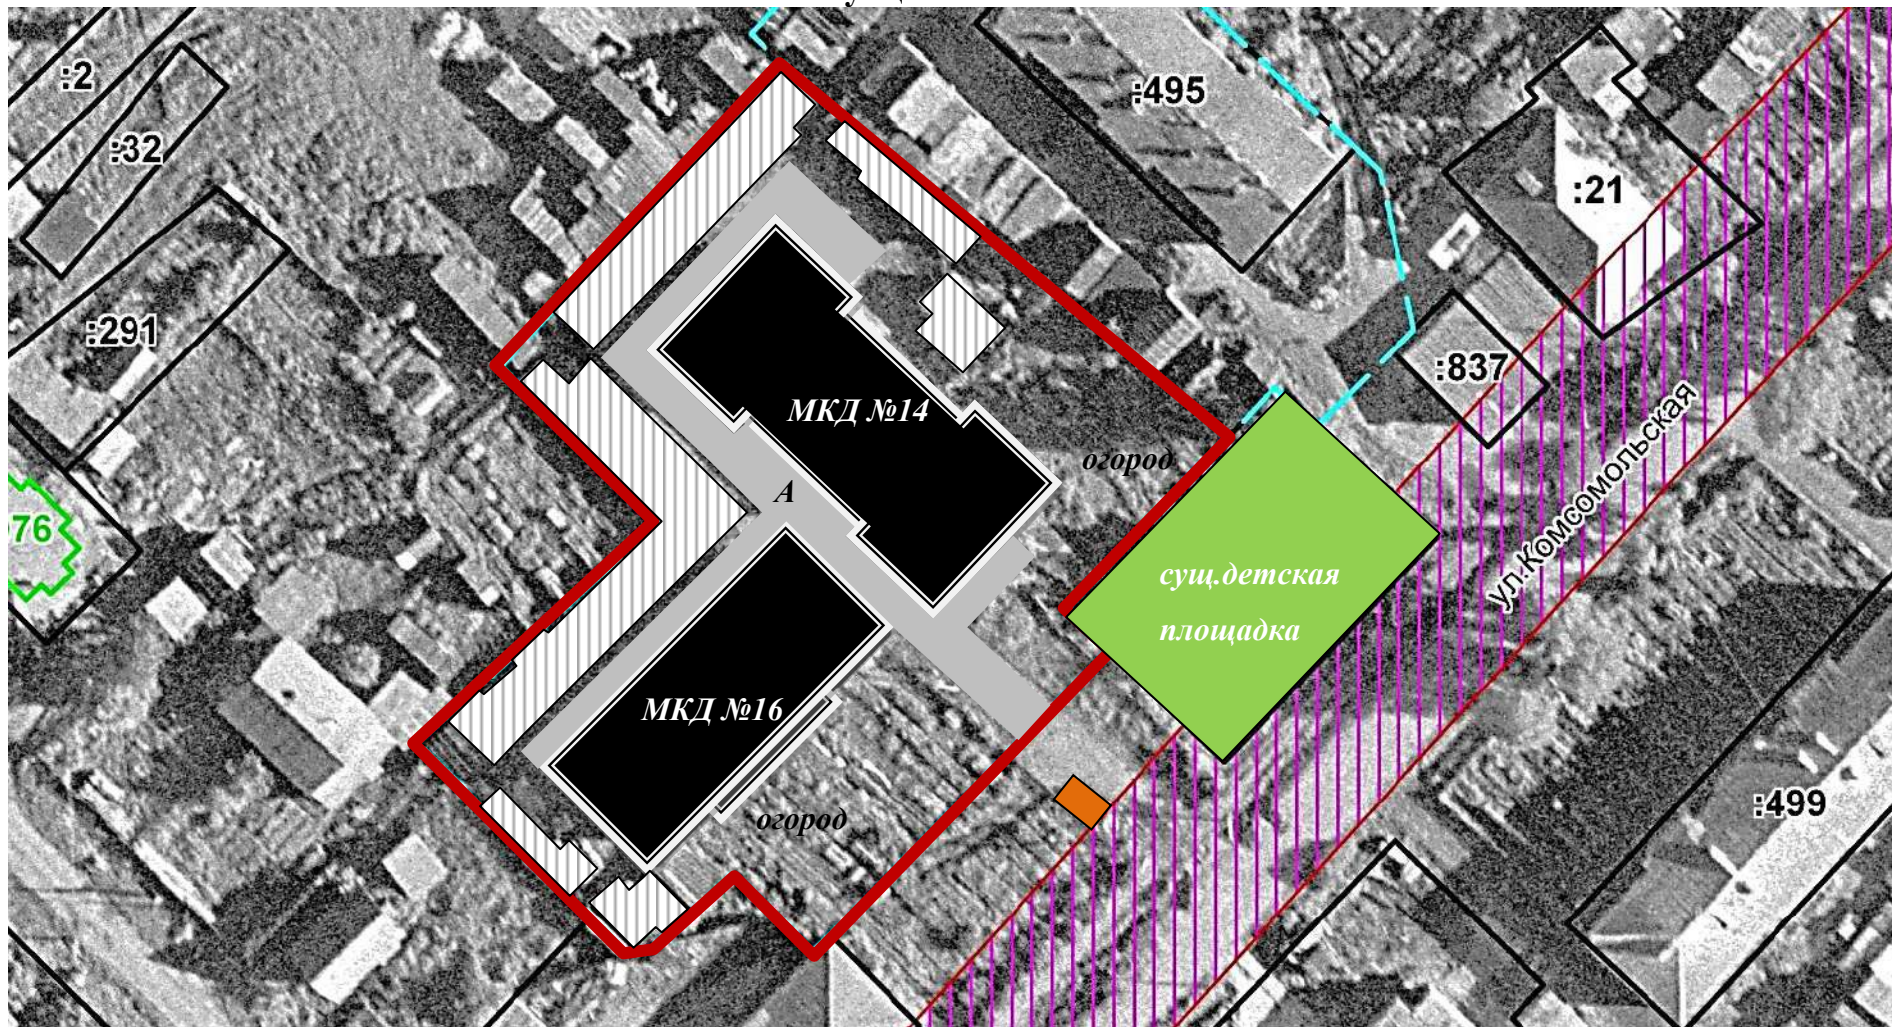 :2
:495
:32
:21
:291
:837
МКД №14
огород
А
76
ул.Комсомольская
сущ.детская
площадка
МКД №16
:499
огород